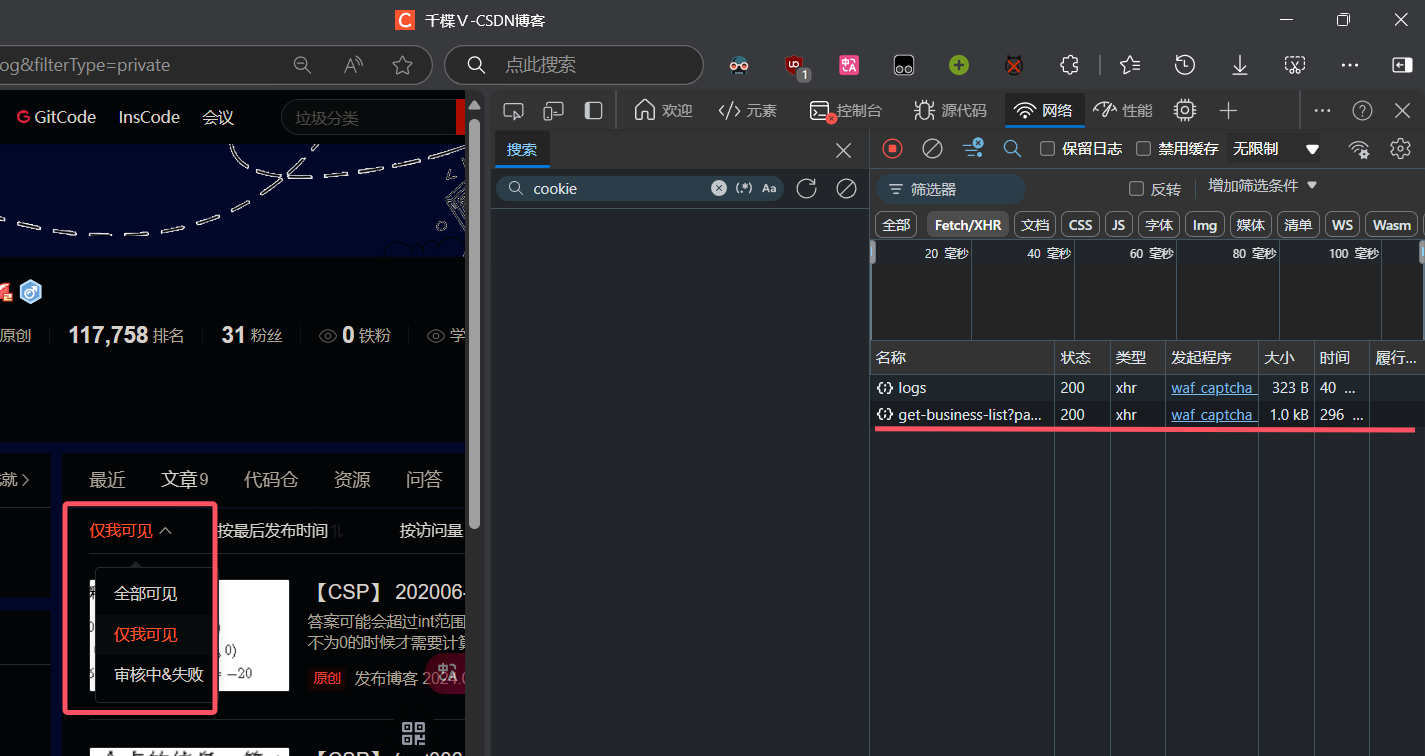 千楪Ⅴ-CSDN博客
og&filterType=private
点此搜索
1
GitCode InsCode 会议 垃圾分类
欢迎 元素 控制台 源代码 网络 性能
搜索
保留日志 禁用缓存 无限制
cookie
(.*) Aa
筛选器 反转 增加筛选条件
全部 Fetch/XHR 文档 CSS JS 字体 Img 媒体 清单 WS Wasm
20 毫秒 40 毫秒 60 毫秒 80 毫秒 100 毫秒
名称 状态 类型 发起程序 大小 时间 履行...
logs 200 xhr waf_captcha 323 B 40 ...
get-business-list?pa... 200 xhr waf_captcha 1.0 kB 296 ...
原创 117,758 排名 31 粉丝 0 铁粉 学
就
最近 文章9 代码仓 资源 问答
仅我可见 按最后发布时间 按访问量
全部可见
仅我可见
审核中&失败
, 0)
= −20
【CSP】 202006-
答案可能会超过int范围
不为0的时候才需要计算
原创 发布博客 2024.0